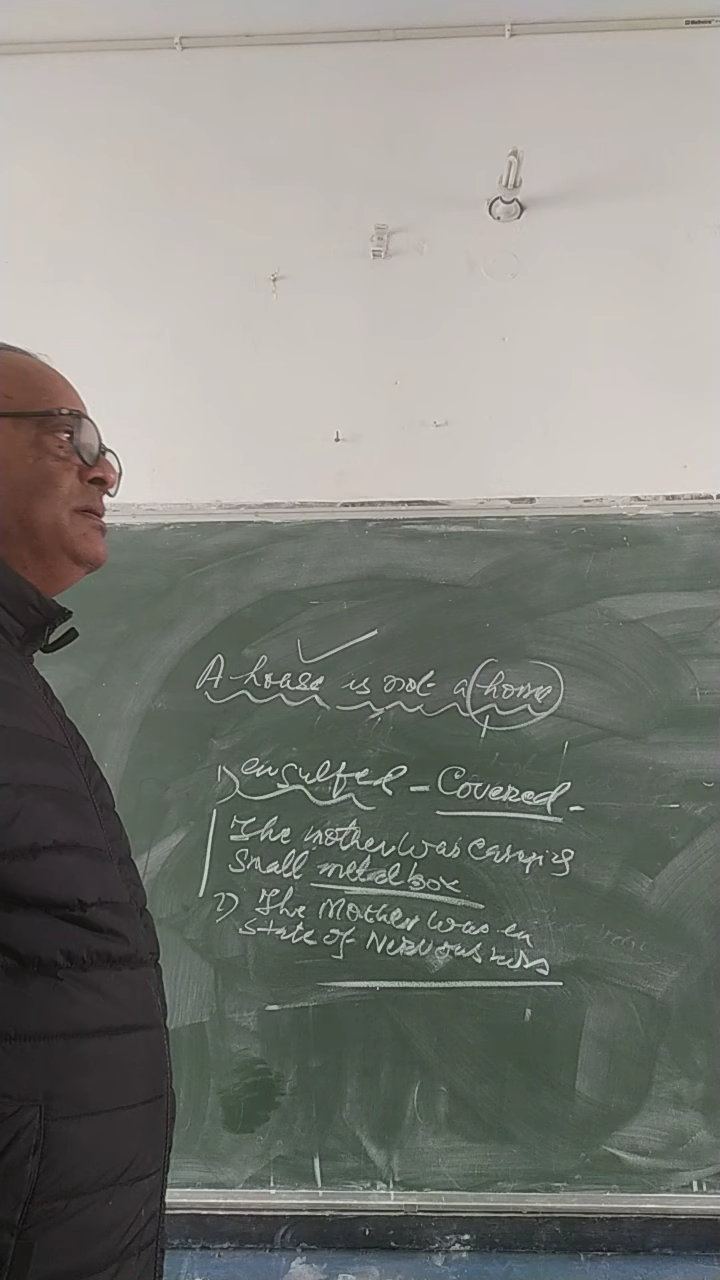 A house is not a home
1) engulfed – Covered –
The mother was carrying
small metal box
2) The Mother was in
state of Nervousness